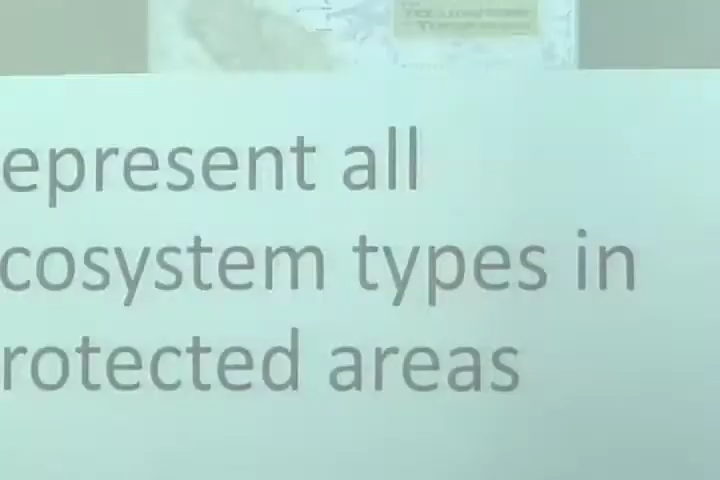 epresent all
cosystem types in
rotected areas